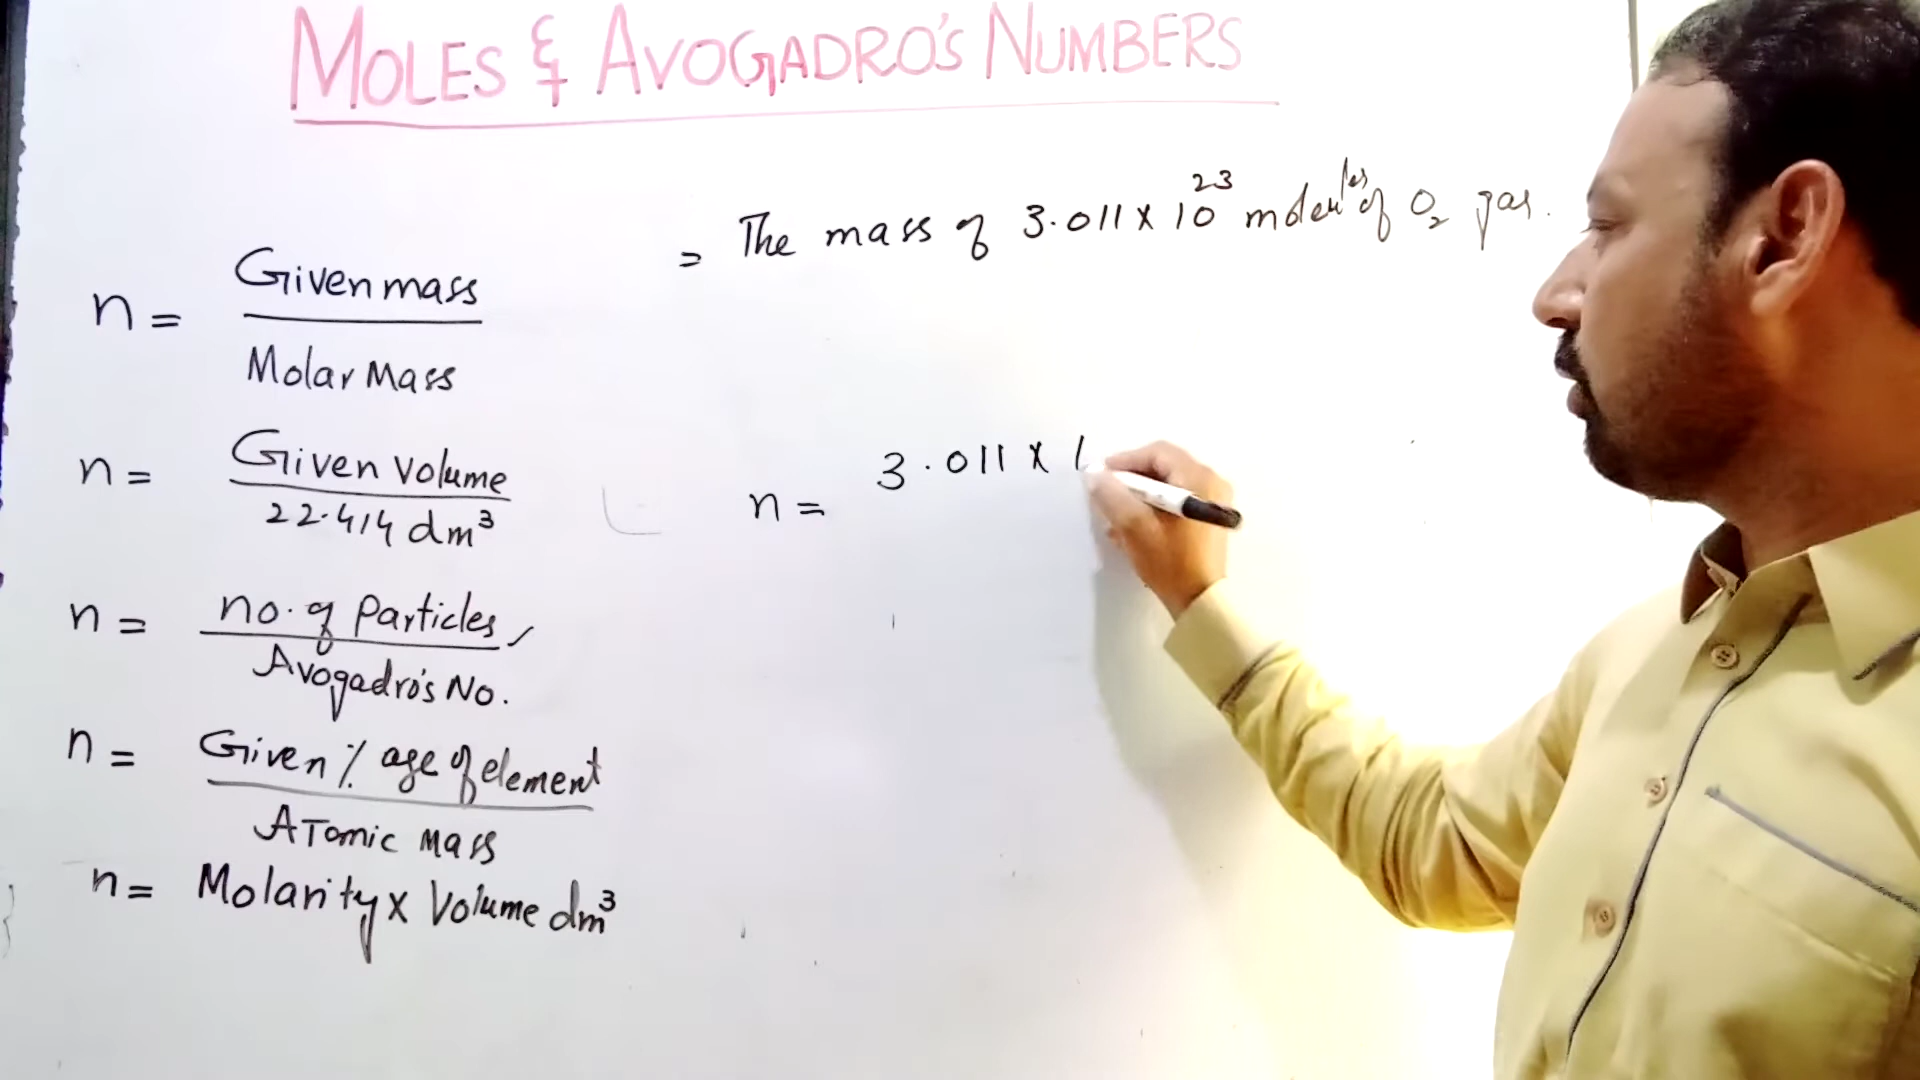 MOLES & AVOGADRO'S NUMBERS
= The mass of 3.011 x 10²³ molecules of O₂ gas.
n = Given mass
Molar Mass
n = Given volume
22.414 dm³
n = no. of Particles
Avogadro's No.
n = Given % age of element
ATomic Mass
n = Molarity x Volume dm³
n = 3.011 x 1